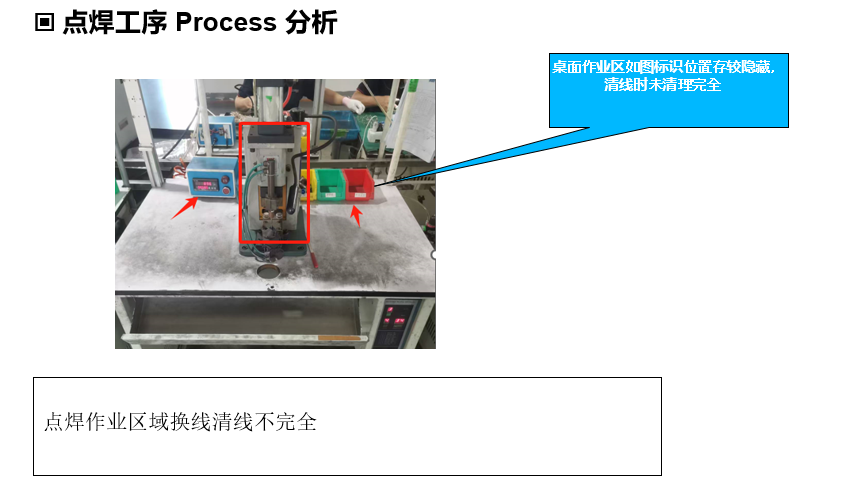 点焊工序 Process 分析
桌面作业区如图标识位置存较隐藏,
清线时未清理完全
点焊作业区域换线清线不完全